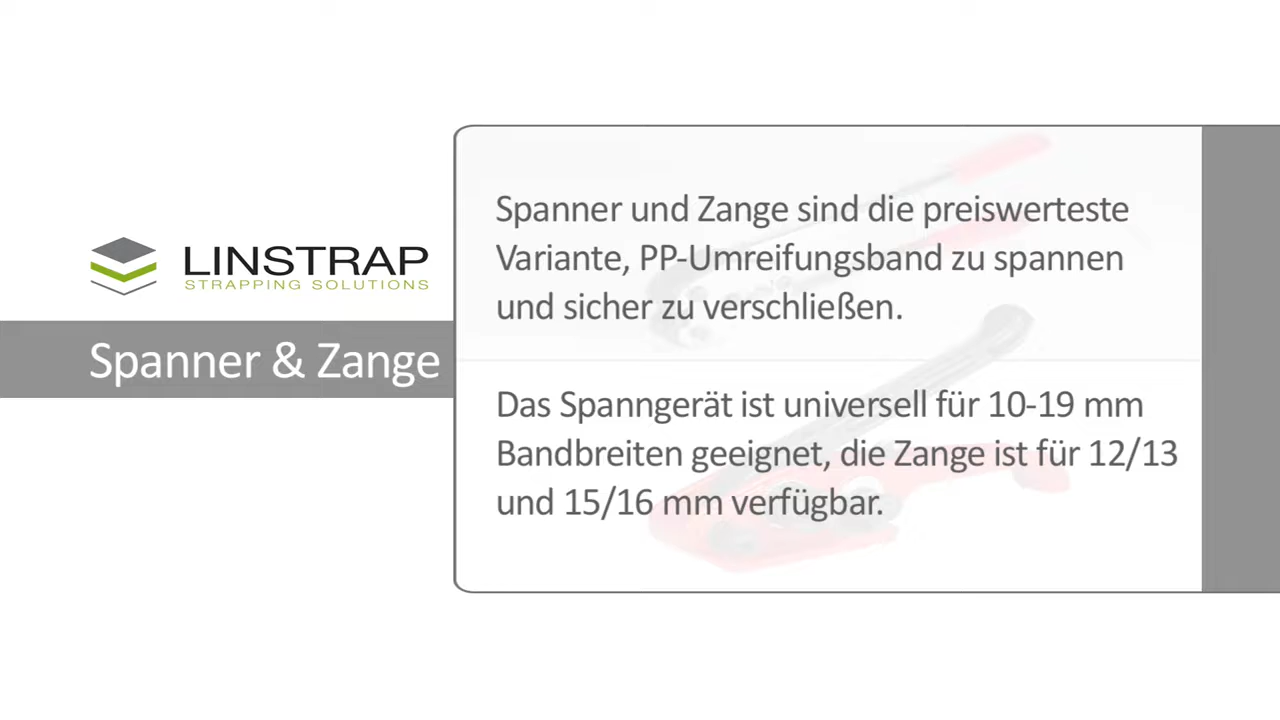 LINSTRAP
STRAPPING SOLUTIONS
Spanner & Zange
Spanner und Zange sind die preiswerteste
Variante, PP-Umreifungsband zu spannen
und sicher zu verschließen.
Das Spanngerät ist universell für 10-19 mm
Bandbreiten geeignet, die Zange ist für 12/13
und 15/16 mm verfügbar.